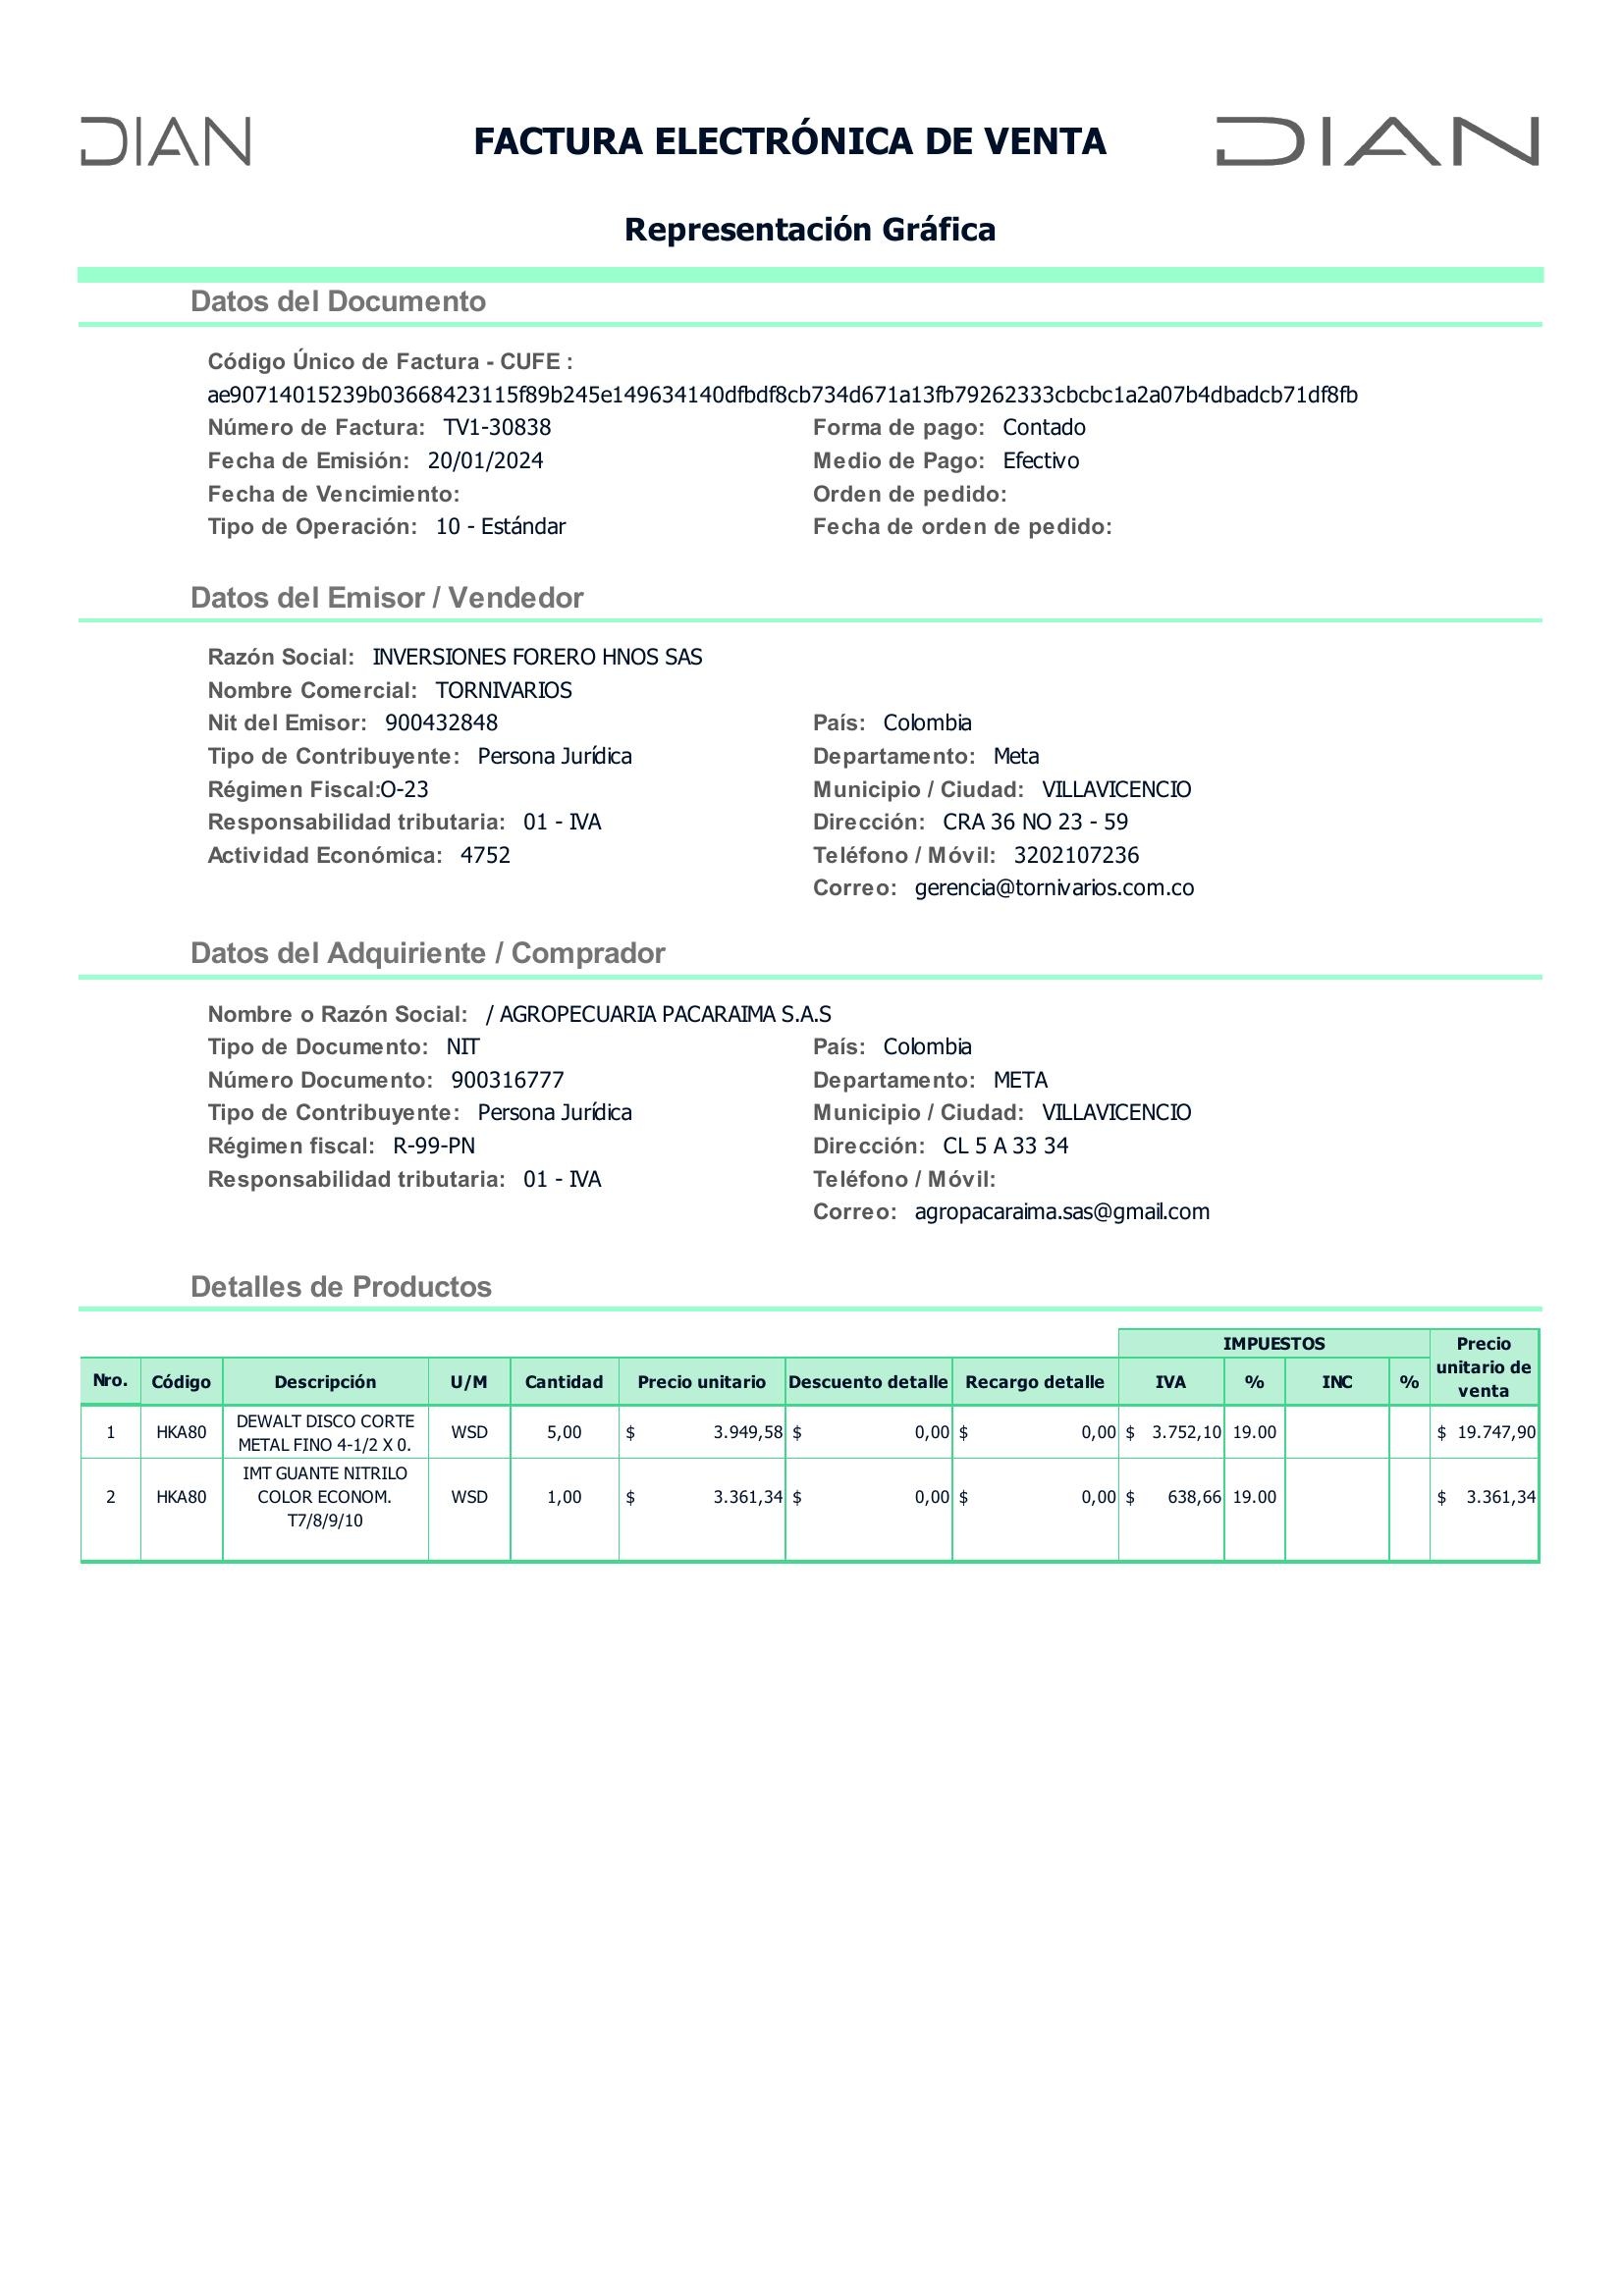 DIAN
FACTURA ELECTRÓNICA DE VENTA
DIAN
Representación Gráfica
Datos del Documento
Código Único de Factura - CUFE :
ae90714015239b03668423115f89b245e149634140dfbdf8cb734d671a13fb79262333cbcbc1a2a07b4dbadcb71df8fb
Número de Factura: TV1-30838 Forma de pago: Contado
Fecha de Emisión: 20/01/2024 Medio de Pago: Efectivo
Fecha de Vencimiento: Orden de pedido:
Tipo de Operación: 10 - Estándar Fecha de orden de pedido:
Datos del Emisor / Vendedor
Razón Social: INVERSIONES FORERO HNOS SAS
Nombre Comercial: TORNIVARIOS
Nit del Emisor: 900432848 País: Colombia
Tipo de Contribuyente: Persona Jurídica Departamento: Meta
Régimen Fiscal:O-23 Municipio / Ciudad: VILLAVICENCIO
Responsabilidad tributaria: 01 - IVA Dirección: CRA 36 NO 23 - 59
Actividad Económica: 4752 Teléfono / Móvil: 3202107236
Correo: gerencia@tornivarios.com.co
Datos del Adquiriente / Comprador
Nombre o Razón Social: / AGROPECUARIA PACARAIMA S.A.S
Tipo de Documento: NIT País: Colombia
Número Documento: 900316777 Departamento: META
Tipo de Contribuyente: Persona Jurídica Municipio / Ciudad: VILLAVICENCIO
Régimen fiscal: R-99-PN Dirección: CL 5 A 33 34
Responsabilidad tributaria: 01 - IVA Teléfono / Móvil:
Correo: agropacaraima.sas@gmail.com
Detalles de Productos
IMPUESTOS Precio unitario de venta
Nro. Código Descripción U/M Cantidad Precio unitario Descuento detalle Recargo detalle IVA % INC %
1 HKA80 DEWALT DISCO CORTE METAL FINO 4-1/2 X 0. WSD 5,00 $ 3.949,58 $ 0,00 $ 0,00 $ 3.752,10 19.00 $ 19.747,90
2 HKA80 IMT GUANTE NITRILO COLOR ECONOM. T7/8/9/10 WSD 1,00 $ 3.361,34 $ 0,00 $ 0,00 $ 638,66 19.00 $ 3.361,34